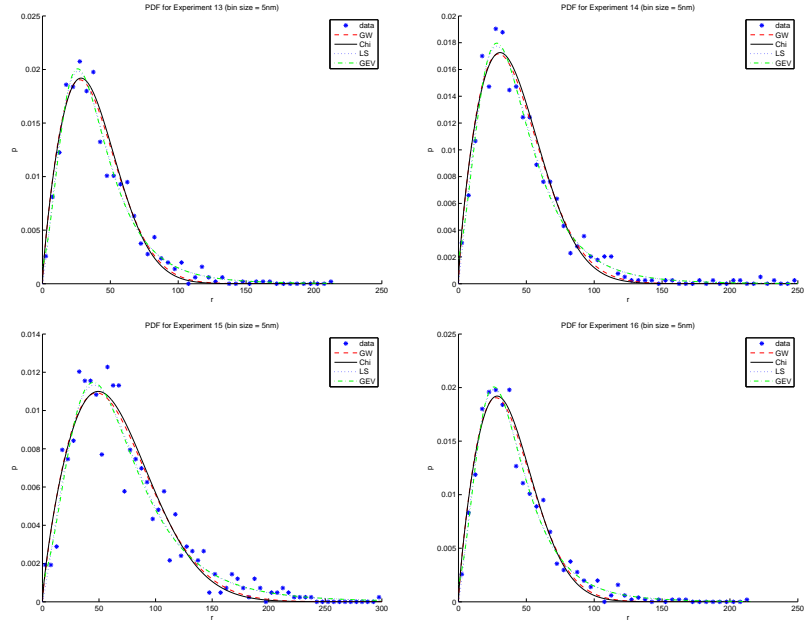 PDF for Experiment 13 (bin size = 5nm)
0.025
0.02
0.015
0.01
0.005
0
p
0 50 100 150 200 250
r
data
GW
Chi
LS
GEV
PDF for Experiment 14 (bin size = 5nm)
0.02
0.018
0.016
0.014
0.012
0.01
0.008
0.006
0.004
0.002
0
p
0 50 100 150 200 250
r
data
GW
Chi
LS
GEV
PDF for Experiment 15 (bin size = 5nm)
0.014
0.012
0.01
0.008
0.006
0.004
0.002
0
p
0 50 100 150 200 250 300
r
data
GW
Chi
LS
GEV
PDF for Experiment 16 (bin size = 5nm)
0.025
0.02
0.015
0.01
0.005
0
p
0 50 100 150 200 250
r
data
GW
Chi
LS
GEV